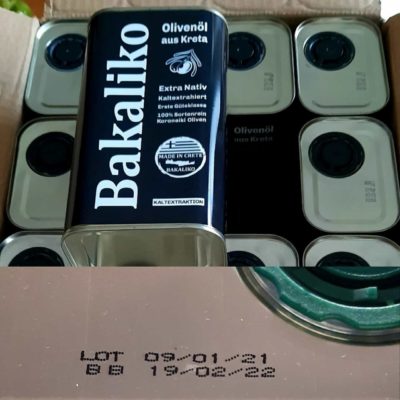 Bakaliko
Olivenöl
aus Kreta
Extra Nativ
Kaltextrahiert
Erste Güteklasse
100% Sortenrein
Koroneiki Oliven
MADE IN CRETE
BAKALIKO
KALTEXTRAKTION
Olivenöl
aus Kreta
LOT 09/01/21
BB 19/02/22